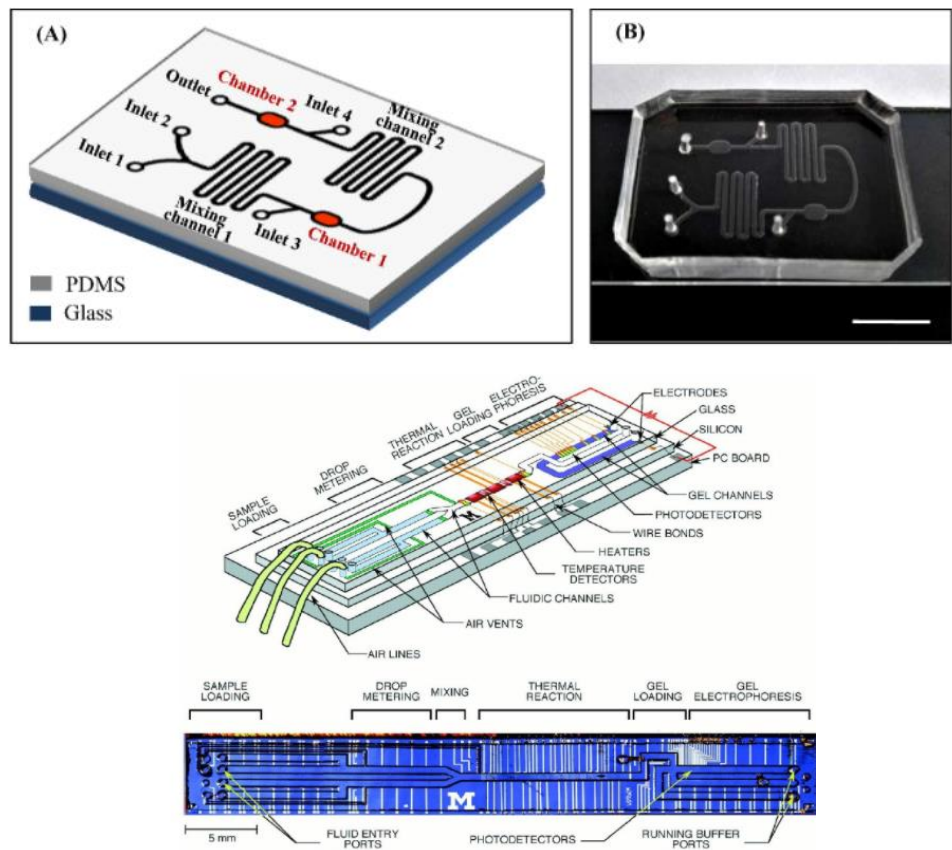 (A)
Outlet
Chamber 2
Inlet 4
Mixing
channel 2
Inlet 2
Inlet 1
Mixing
channel 1
Inlet 3
Chamber 1
PDMS
Glass
(B)
SAMPLE
LOADING
DROP
METERING
THERMAL
REACTION
GEL
LOADING
ELECTRO-
PHORESIS
ELECTRODES
GLASS
SILICON
PC BOARD
GEL CHANNELS
PHOTODETECTORS
WIRE BONDS
HEATERS
TEMPERATURE
DETECTORS
FLUIDIC CHANNELS
AIR VENTS
AIR LINES
M
SAMPLE
LOADING
DROP
METERING
MIXING
THERMAL
REACTION
GEL
LOADING
GEL
ELECTROPHORESIS
M
5 mm
FLUID ENTRY
PORTS
PHOTODETECTORS
RUNNING BUFFER
PORTS